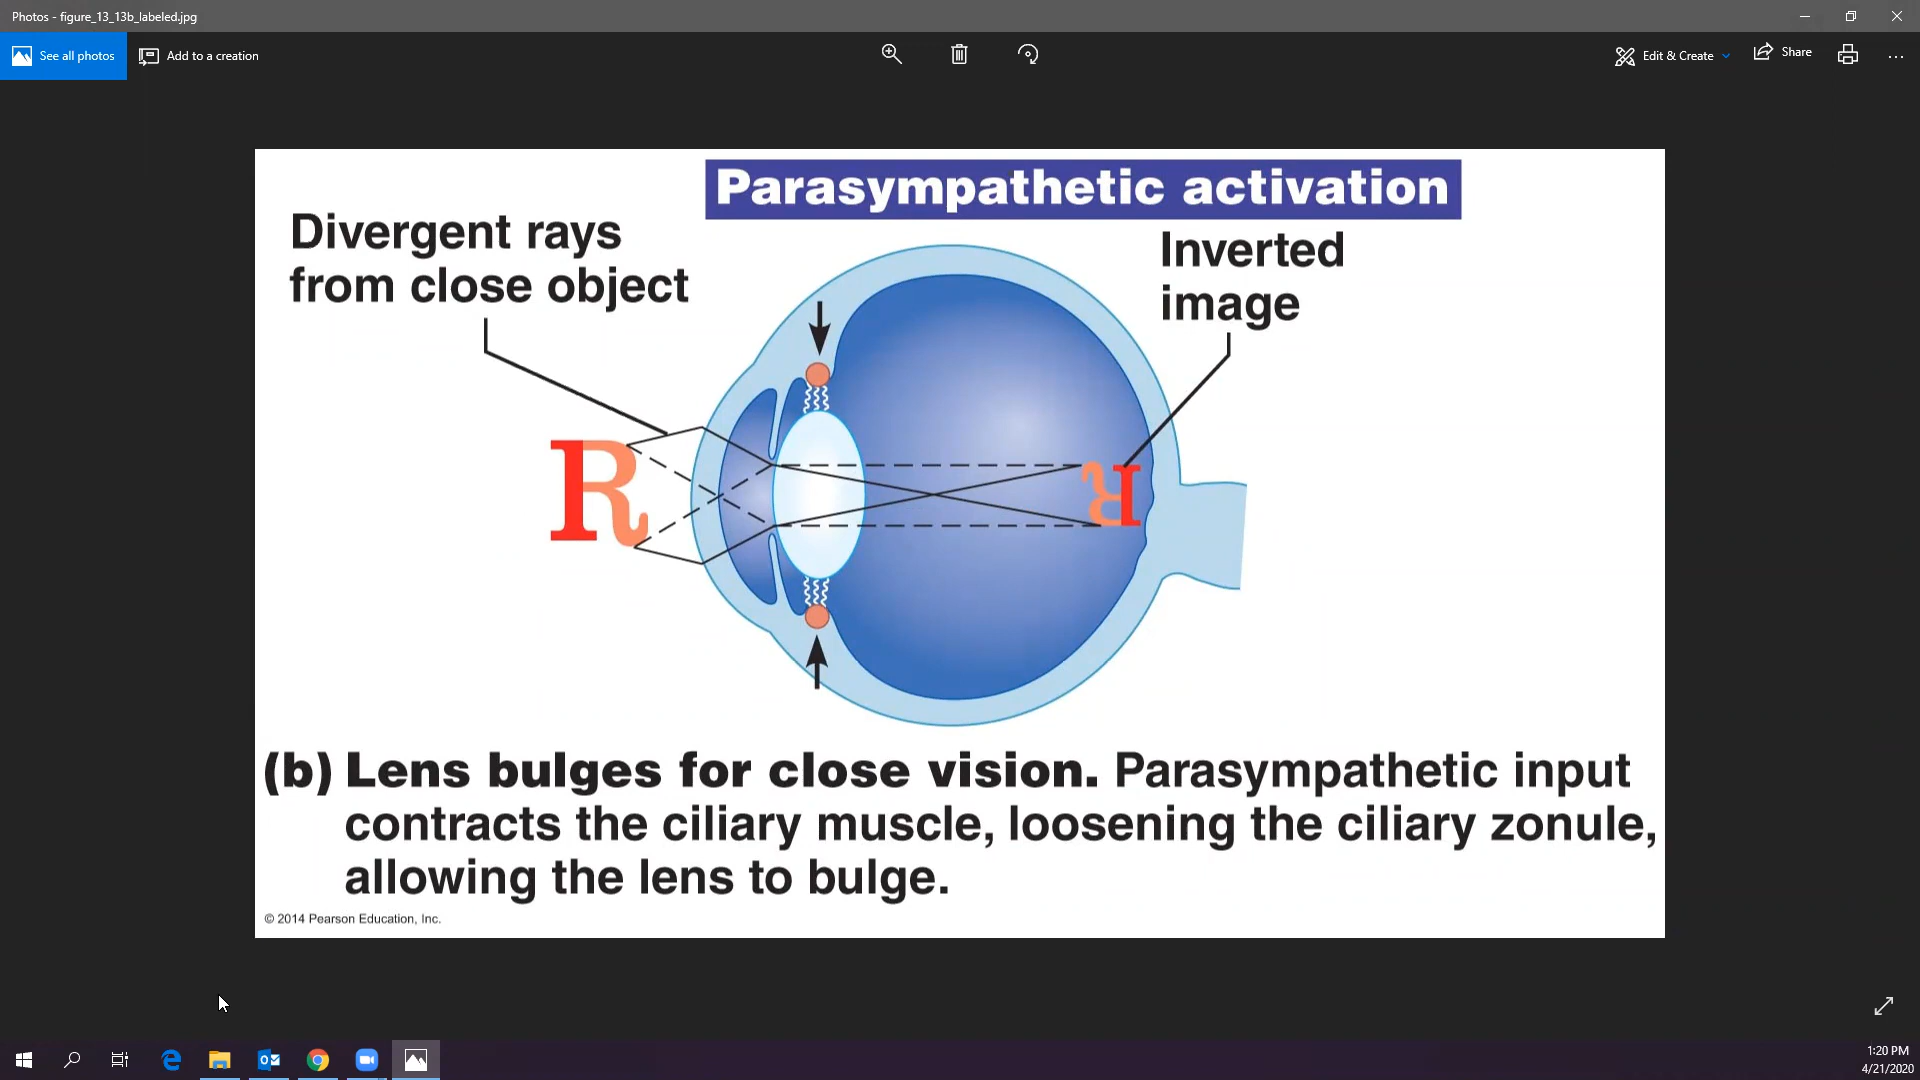 Photos - figure_13_13b_labeled.jpg
See all photos
Add to a creation
Edit & Create
Share
Parasympathetic activation
Divergent rays
from close object
Inverted
image
R
R
(b) Lens bulges for close vision. Parasympathetic input
contracts the ciliary muscle, loosening the ciliary zonule,
allowing the lens to bulge.
© 2014 Pearson Education, Inc.
1:20 PM
4/21/2020